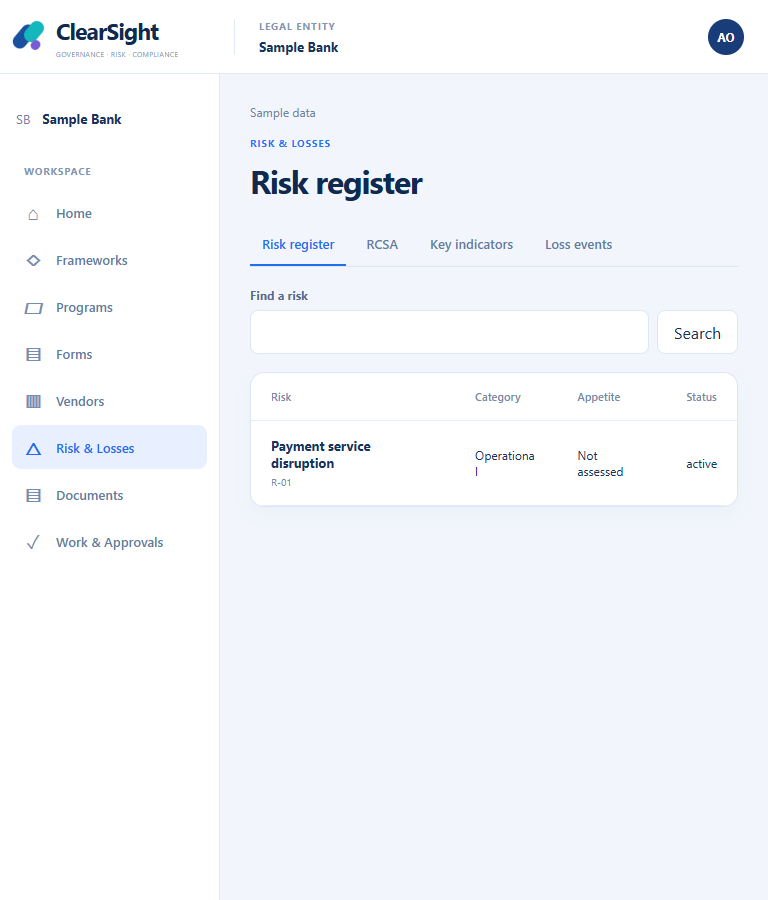 ClearSight
GOVERNANCE · RISK · COMPLIANCE
LEGAL ENTITY
Sample Bank
AO
SB Sample Bank
WORKSPACE
Home
Frameworks
Programs
Forms
Vendors
Risk & Losses
Documents
Work & Approvals
Sample data
RISK & LOSSES
Risk register
Risk register RCSA Key indicators Loss events
Find a risk
Search
Risk Category Appetite Status
Payment service
disruption
R-01
Operationa
l
Not
assessed
active